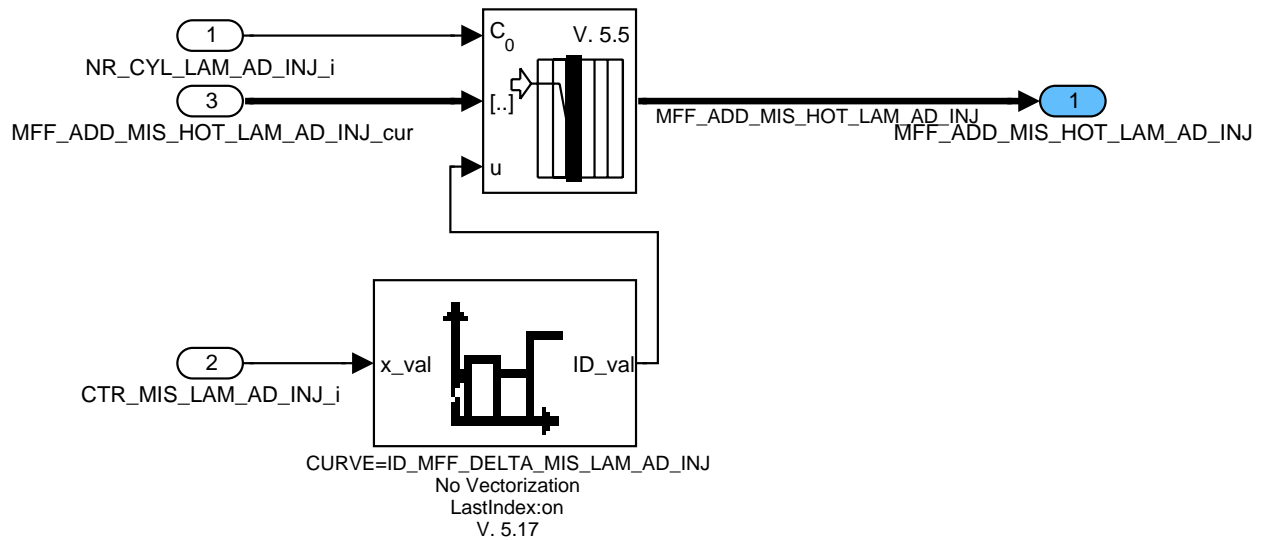 1
NR_CYL_LAM_AD_INJ_i
3
MFF_ADD_MIS_HOT_LAM_AD_INJ_cur
C0
V. 5.5
[..]
u
MFF_ADD_MIS_HOT_LAM_AD_INJ
1
MFF_ADD_MIS_HOT_LAM_AD_INJ
2
CTR_MIS_LAM_AD_INJ_i
x_val
ID_val
CURVE=ID_MFF_DELTA_MIS_LAM_AD_INJ
No Vectorization
LastIndex:on
V. 5.17